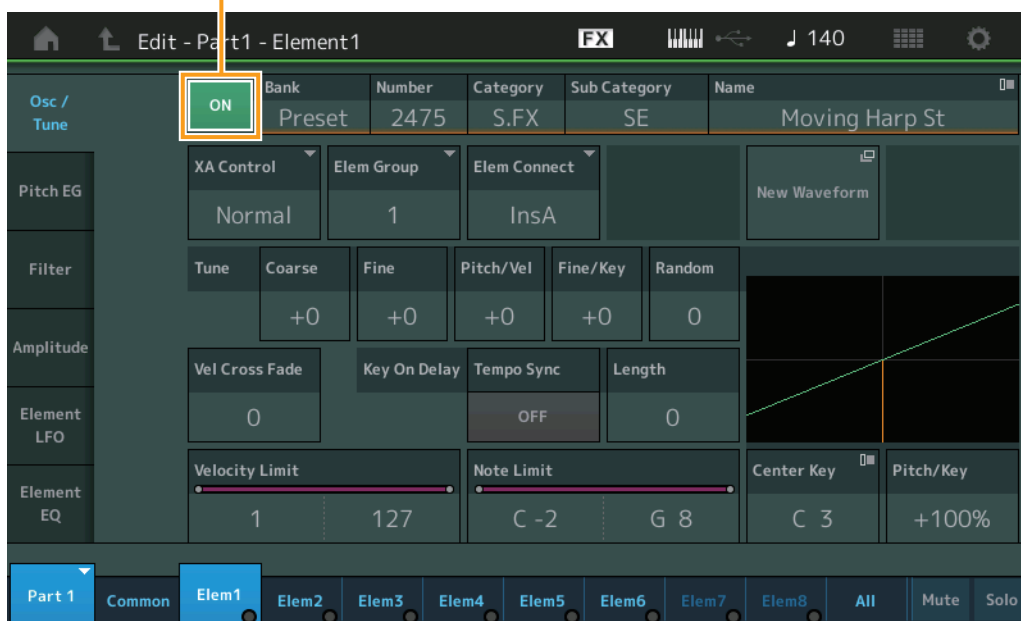 Edit - Part1 - Element1 FX ♩ 140
Osc / Tune
Pitch EG
Filter
Amplitude
Element LFO
Element EQ
ON
Bank Number Category Sub Category Name
Preset 2475 S.FX SE Moving Harp St
XA Control Elem Group Elem Connect New Waveform
Normal 1 InsA
Tune Coarse Fine Pitch/Vel Fine/Key Random
+0 +0 +0 +0 0
Vel Cross Fade Key On Delay Tempo Sync Length
0 OFF 0
Velocity Limit Note Limit Center Key Pitch/Key
1 127 C -2 G 8 C 3 +100%
Part 1 Common Elem1 Elem2 Elem3 Elem4 Elem5 Elem6 Elem7 Elem8 All Mute Solo